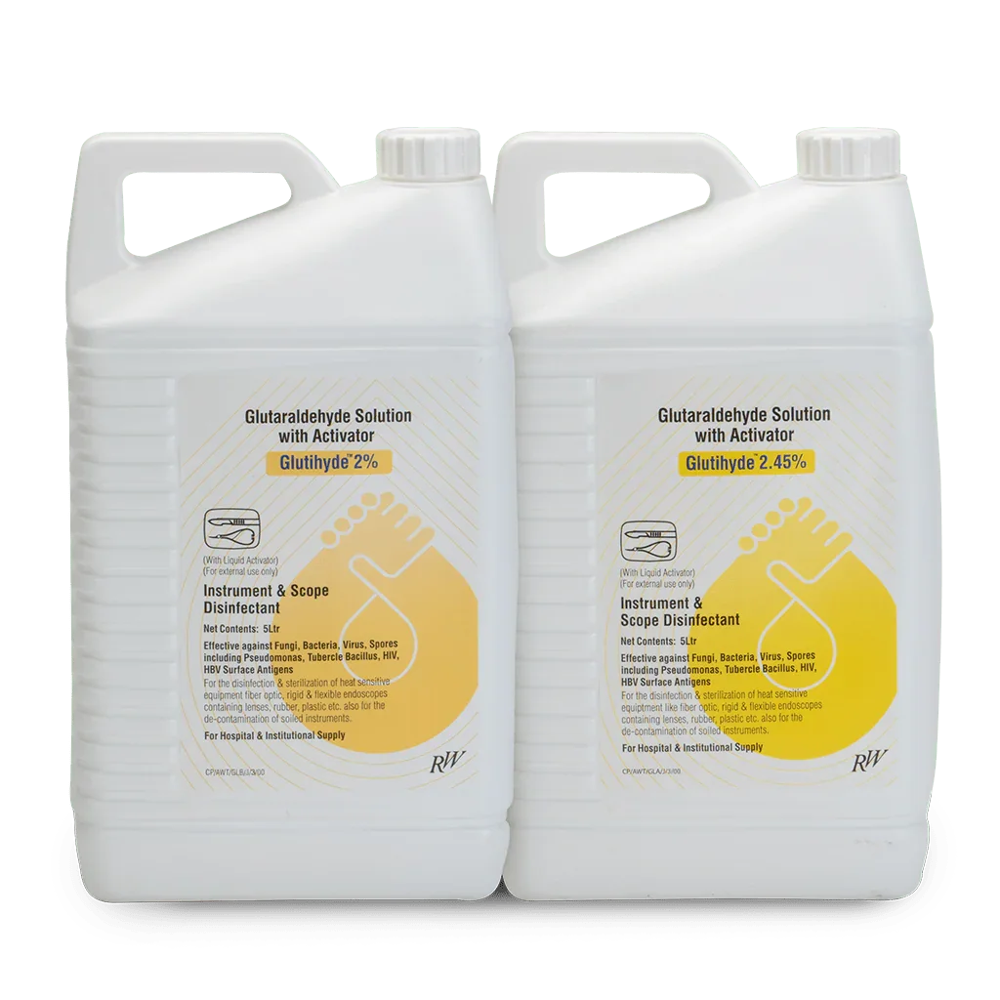 Glutaraldehyde Solution
with Activator
Glutihyde™2%
(With Liquid Activator)
(For external use only)
Instrument & Scope
Disinfectant
Net Contents: 5Ltr
Effective against Fungi, Bacteria, Virus, Spores
including Pseudomonas, Tubercle Bacillus, HIV,
HBV Surface Antigens
For the disinfection & sterilization of heat sensitive
equipment fiber optic, rigid & flexible endoscopes
containing lenses, rubber, plastic etc. also for the
de-contamination of soiled instruments.
For Hospital & Institutional Supply
CP/AWT/GLB/J/3/00
RW
Glutaraldehyde Solution
with Activator
Glutihyde™2.45%
(With Liquid Activator)
(For external use only)
Instrument &
Scope Disinfectant
Net Contents: 5Ltr
Effective against Fungi, Bacteria, Virus, Spores
including Pseudomonas, Tubercle Bacillus, HIV,
HBV Surface Antigens
For the disinfection & sterilization of heat sensitive
equiptment like fiber optic, rigid & flexible endoscopes
containing lenses, rubber, plastic etc. also for the
de-contamination of soiled instruments.
For Hospital & Institutional Supply
CP/AWT/GLA/J/3/00
RW